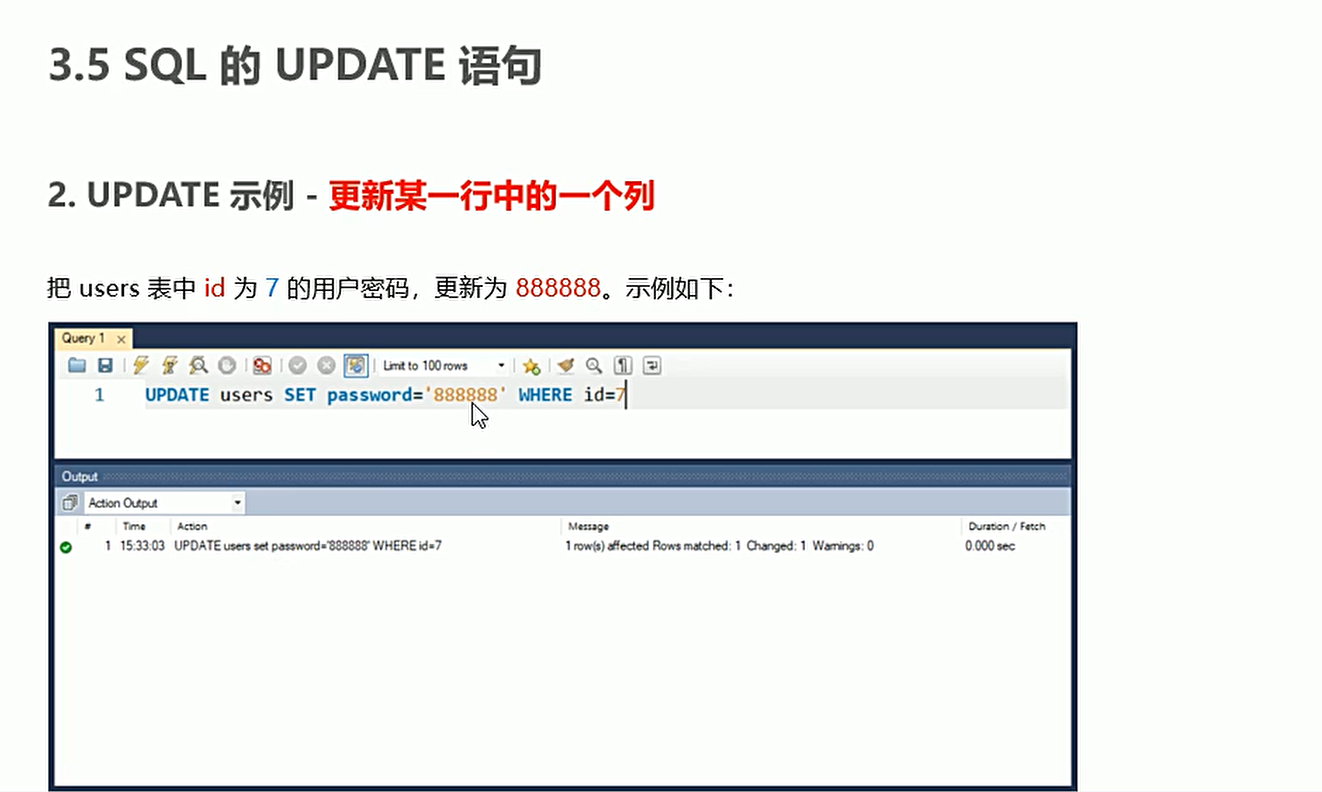 3.5 SQL 的 UPDATE 语句
2. UPDATE 示例 - 更新某一行中的一个列
把 users 表中 id 为 7 的用户密码，更新为 888888。示例如下：
Query 1
Limit to 100 rows
1 UPDATE users SET password='888888' WHERE id=7
Output
Action Output
# Time Action Message Duration / Fetch
1 15:33:03 UPDATE users set password='888888' WHERE id=7 1 row(s) affected Rows matched: 1 Changed: 1 Warnings: 0 0.000 sec